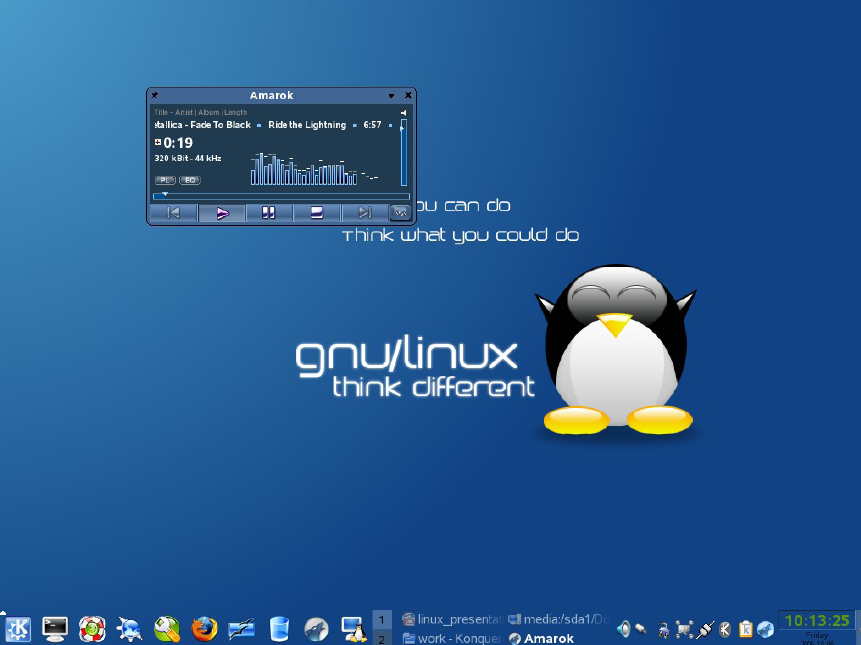 Amarok
Title - Artist | Album | Length
etallica - Fade To Black ▪ Ride the Lightning ▪ 6:57 ▪
0:19
320 kBit - 44 kHz
PL EQ
ou can do
Think what you could do
gnu/linux
think different
1 linux_presentat media:/sda1/Do 10:13:25
2 work - Konquer Amarok Friday